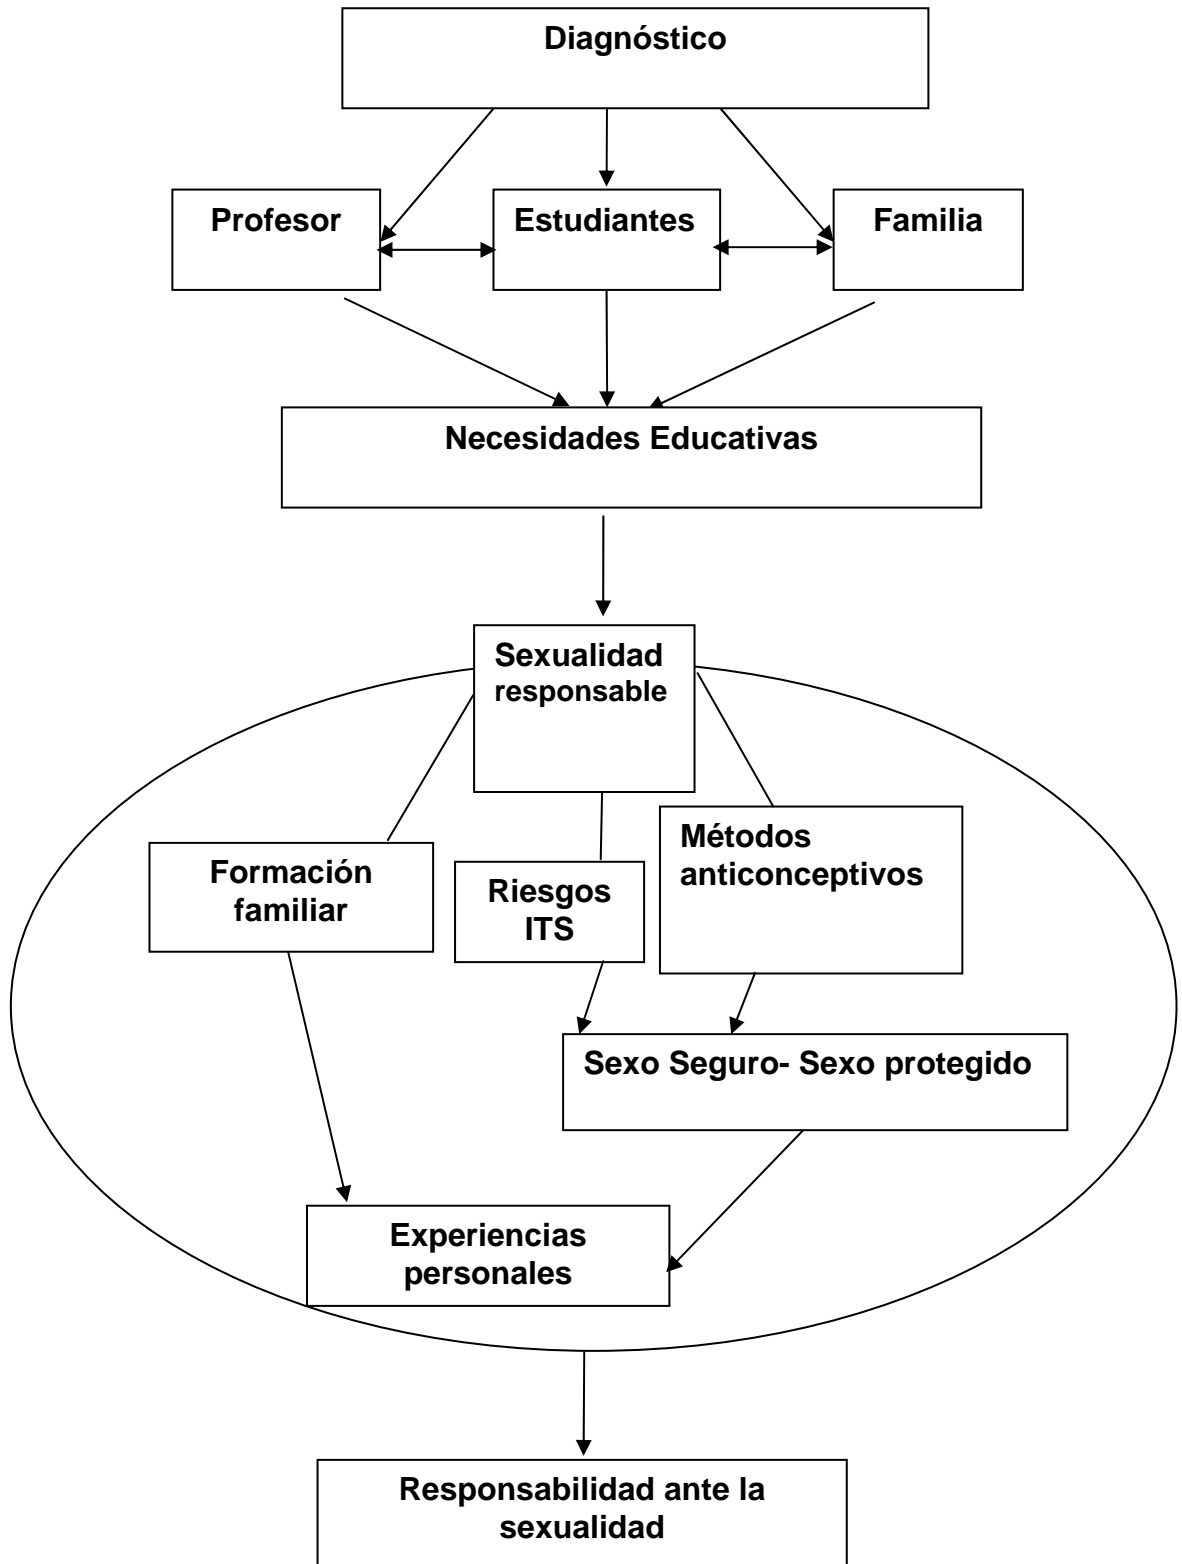 Diagnóstico
Profesor
Estudiantes
Familia
Necesidades Educativas
Sexualidad
responsable
Formación
familiar
Riesgos
ITS
Métodos
anticonceptivos
Sexo Seguro- Sexo protegido
Experiencias
personales
Responsabilidad ante la
sexualidad